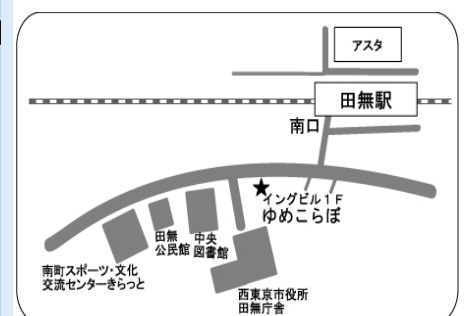 アスタ
田無駅
南口
イングビル１Ｆ
ゆめこらぼ
田無
公民館
中央
図書館
南町スポーツ・文化
交流センターきらっと
西東京市役所
田無庁舎